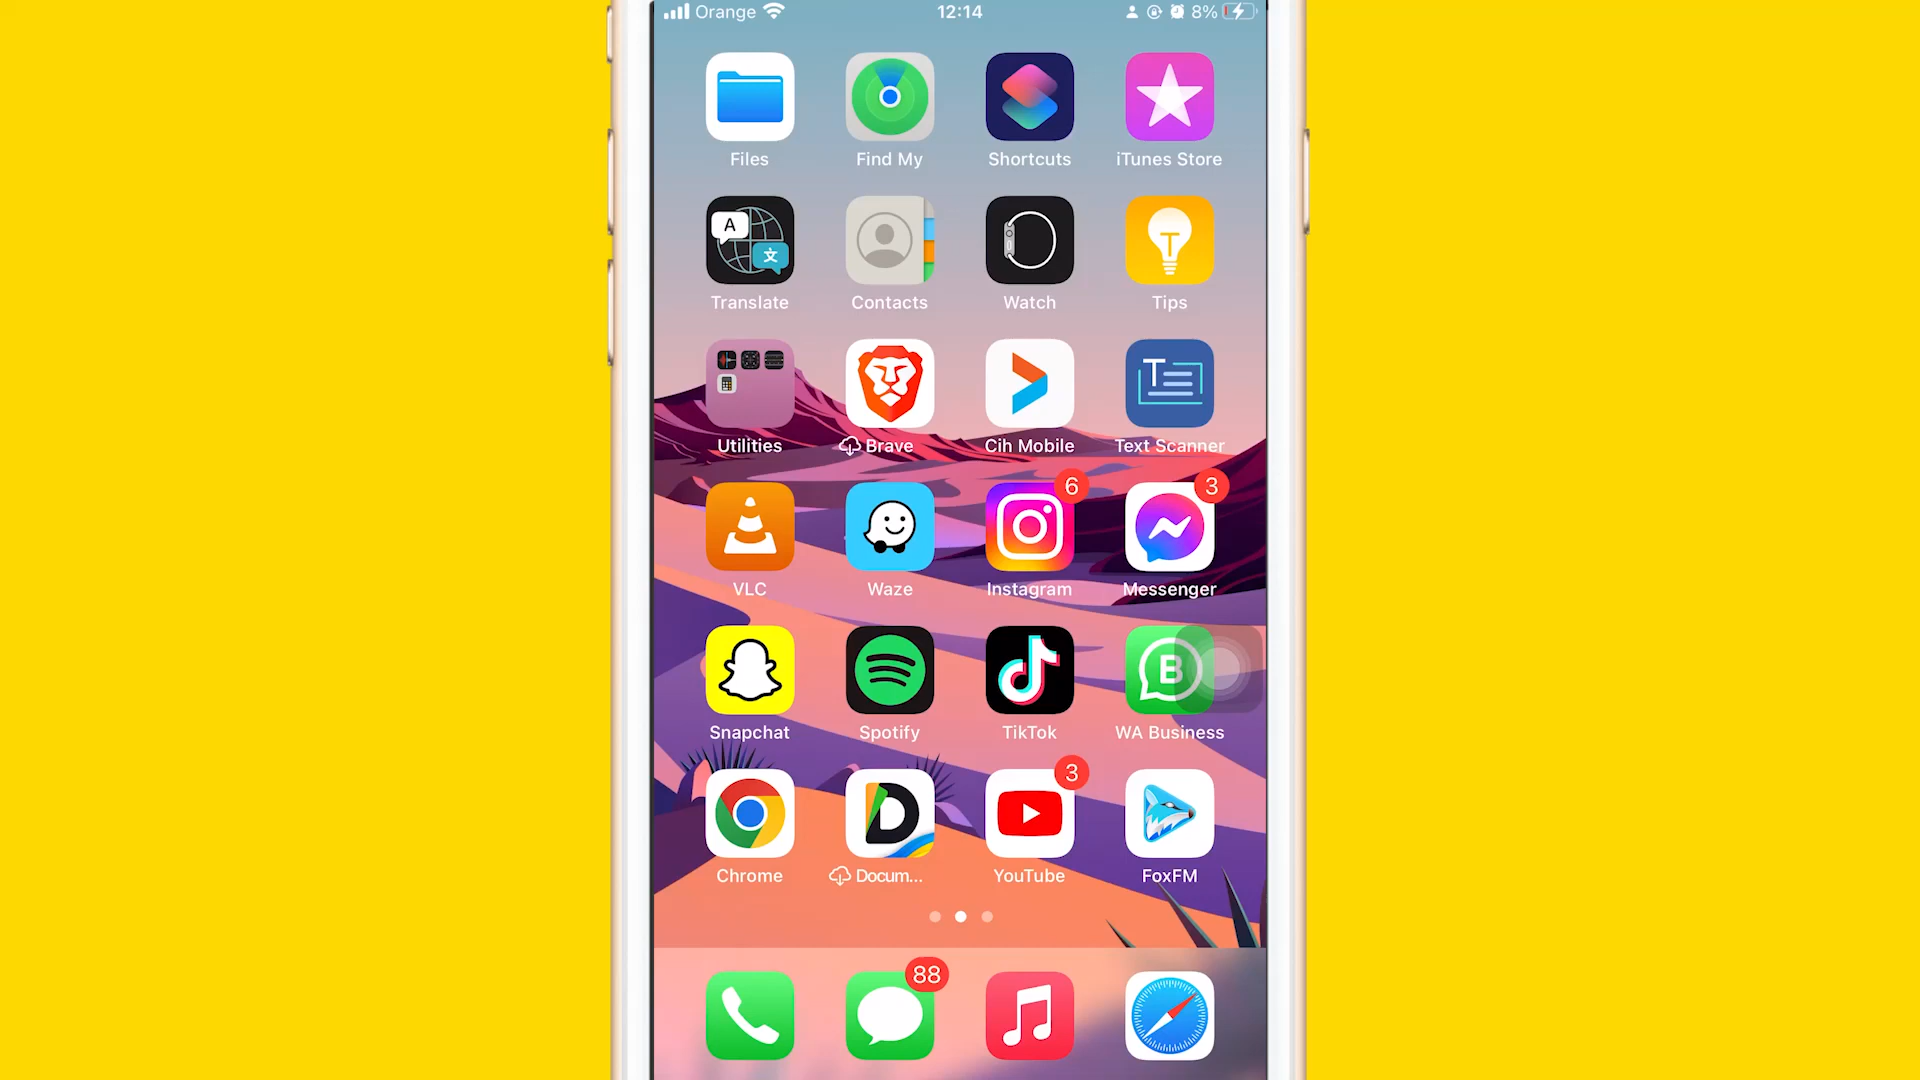 Orange 12:14 8%
Files Find My Shortcuts iTunes Store
A 文 T
Translate Contacts Watch Tips
T
Utilities Brave Cih Mobile Text Scanner
6 3
VLC Waze Instagram Messenger
B
Snapchat Spotify TikTok WA Business
3
D
Chrome Docum... YouTube FoxFM
88